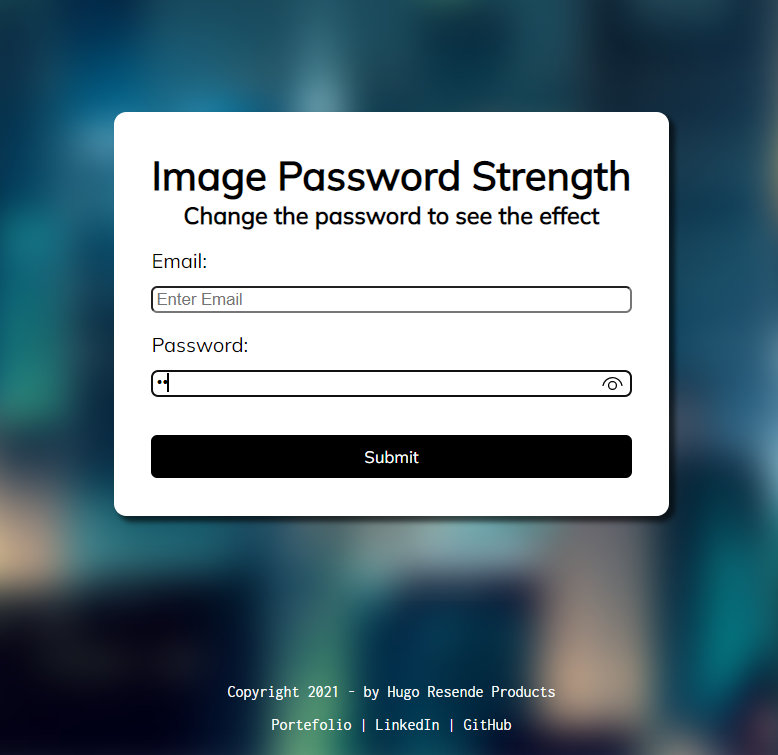 Image Password Strength
Change the password to see the effect
Email:
Enter Email
Password:
••
Submit
Copyright 2021 - by Hugo Resende Products
Portefolio | LinkedIn | GitHub